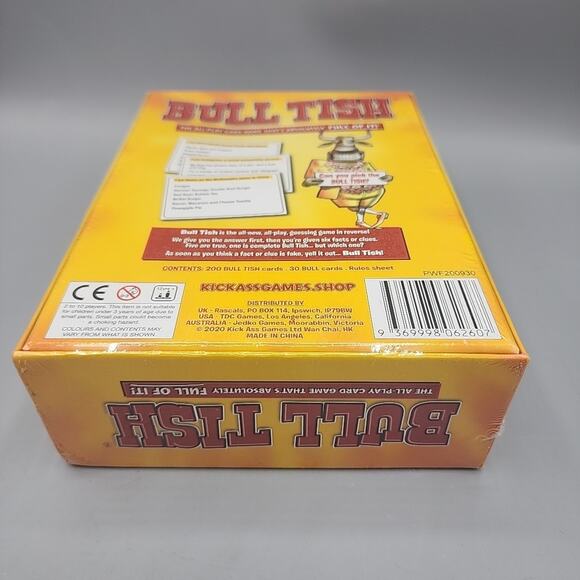 BULL TISH
THE ALL-PLAY CARD GAME THAT'S ABSOLUTELY FULL OF IT!
Can you pick the
BULL TISH?
Bull Tish is the all-new, all-play, guessing game in reverse!
We give you the answer first, then you're given six facts or clues.
Five are true, one is complete Bull Tish... but which one?
As soon as you think a fact or clue is fake, yell it out... Bull Tish!
CONTENTS: 200 BULL TISH cards . 30 BULL cards . Rules sheet
KICKASSGAMES.SHOP
PWF200930
CE
2 to 10 players. This item is not suitable
for children under 3 years of age due to
small parts. Small parts could become
a choking hazard.
COLOURS AND CONTENTS MAY
VARY FROM WHAT IS SHOWN.
DISTRIBUTED BY
UK - Rascals, PO BOX 114, Ipswich, IP79BW
USA - TDC Games, Los Angeles, California
AUSTRALIA - Jedko Games, Moorabbin, Victoria
© 2020 Kick Ass Games Ltd Wan Chai, HK
MADE IN CHINA
9 369998 062607
BULL TISH
THE ALL-PLAY CARD GAME THAT'S ABSOLUTELY FULL OF IT!